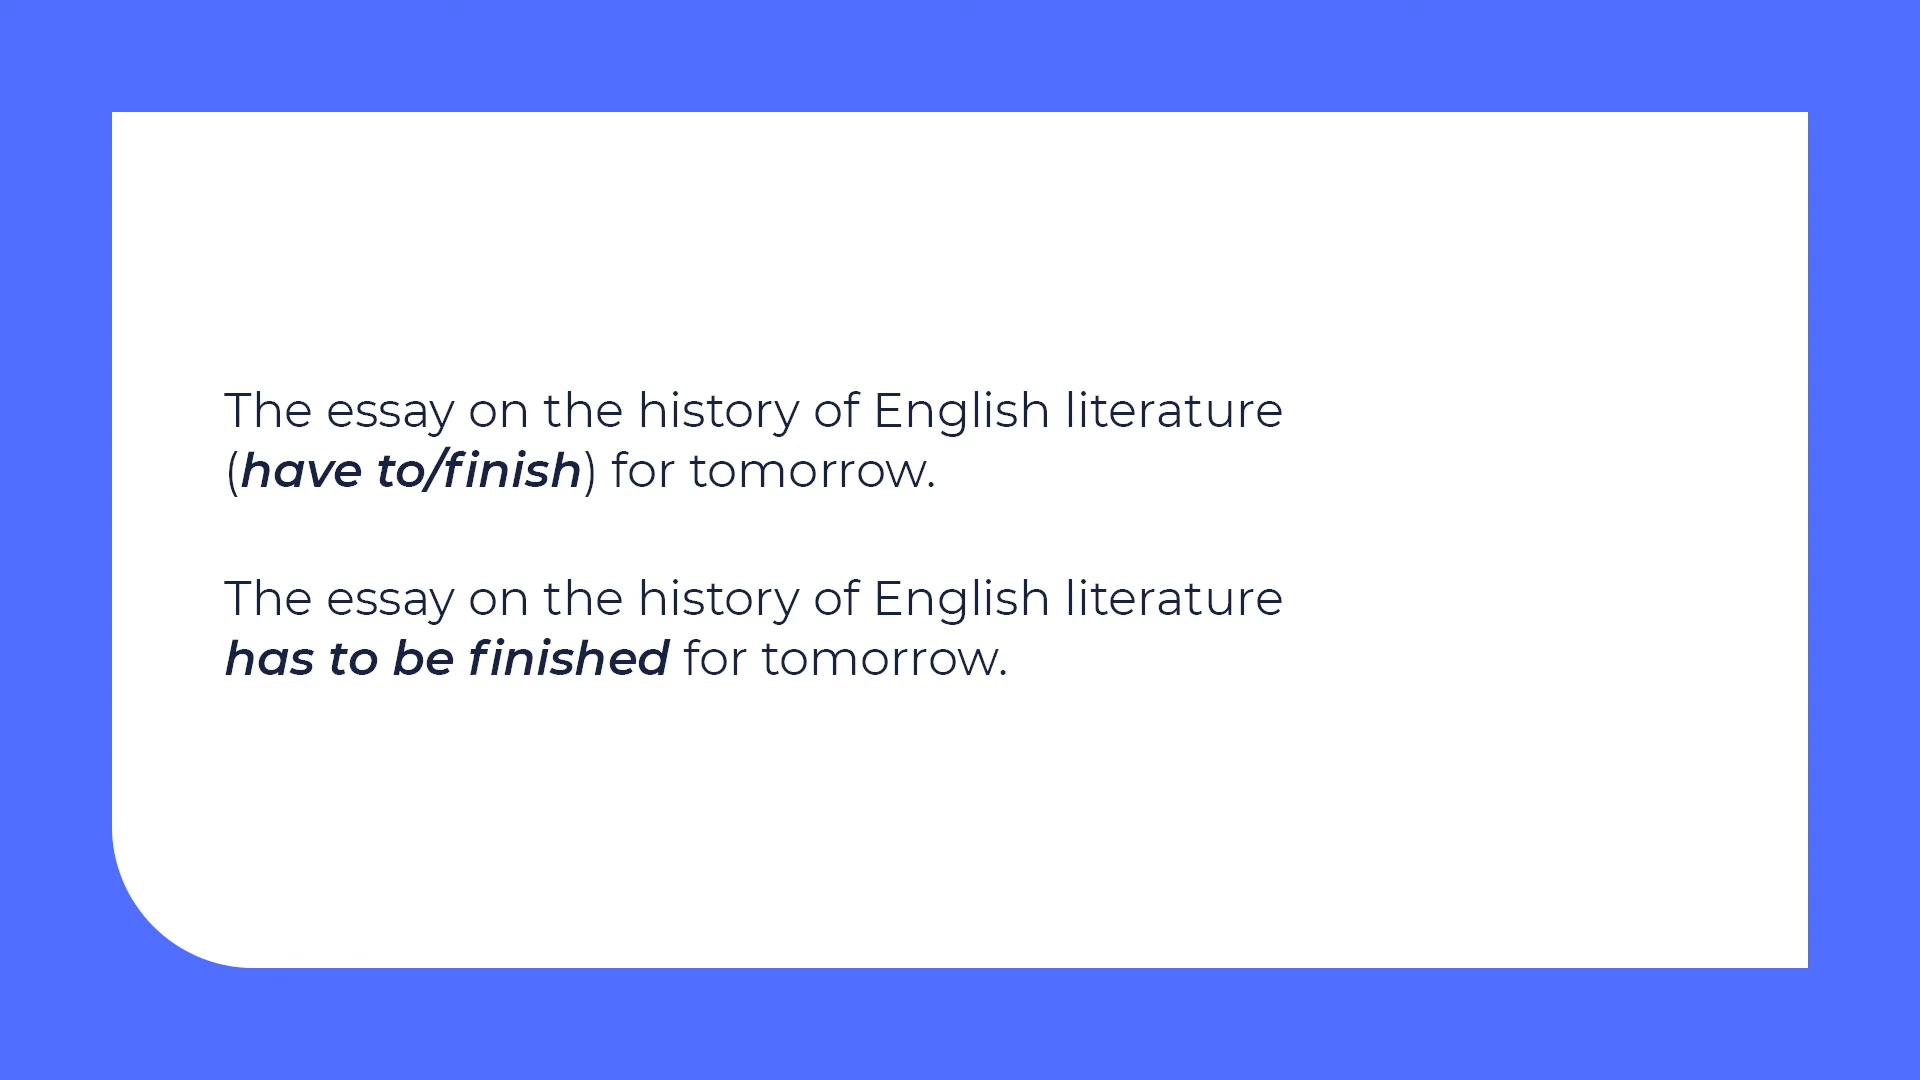 The essay on the history of English literature
(have to/finish) for tomorrow.
The essay on the history of English literature
has to be finished for tomorrow.